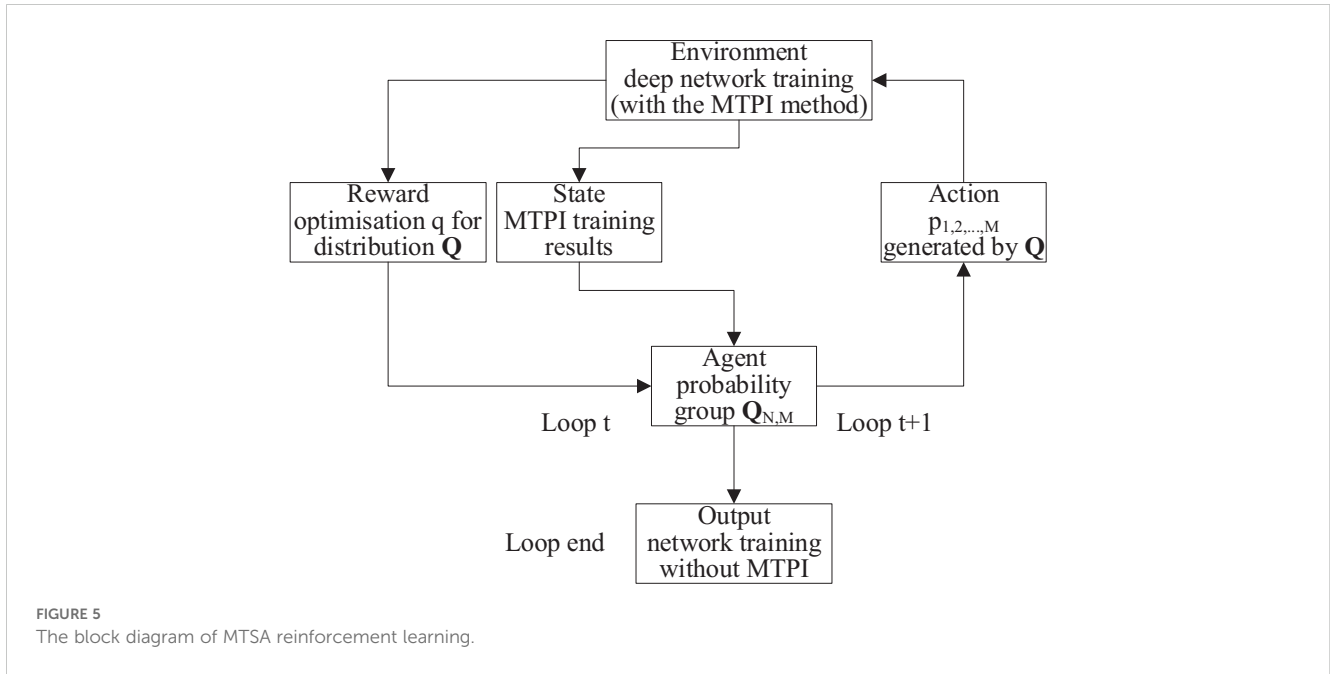 Environment
deep network training
(with the MTPI method)
Reward
optimisation q for
distribution Q
State
MTPI training
results
Action
p1,2,...,M
generated by Q
Agent
probability
group QN,M
Loop t
Loop t+1
Output
network training
without MTPI
Loop end
FIGURE 5
The block diagram of MTSA reinforcement learning.